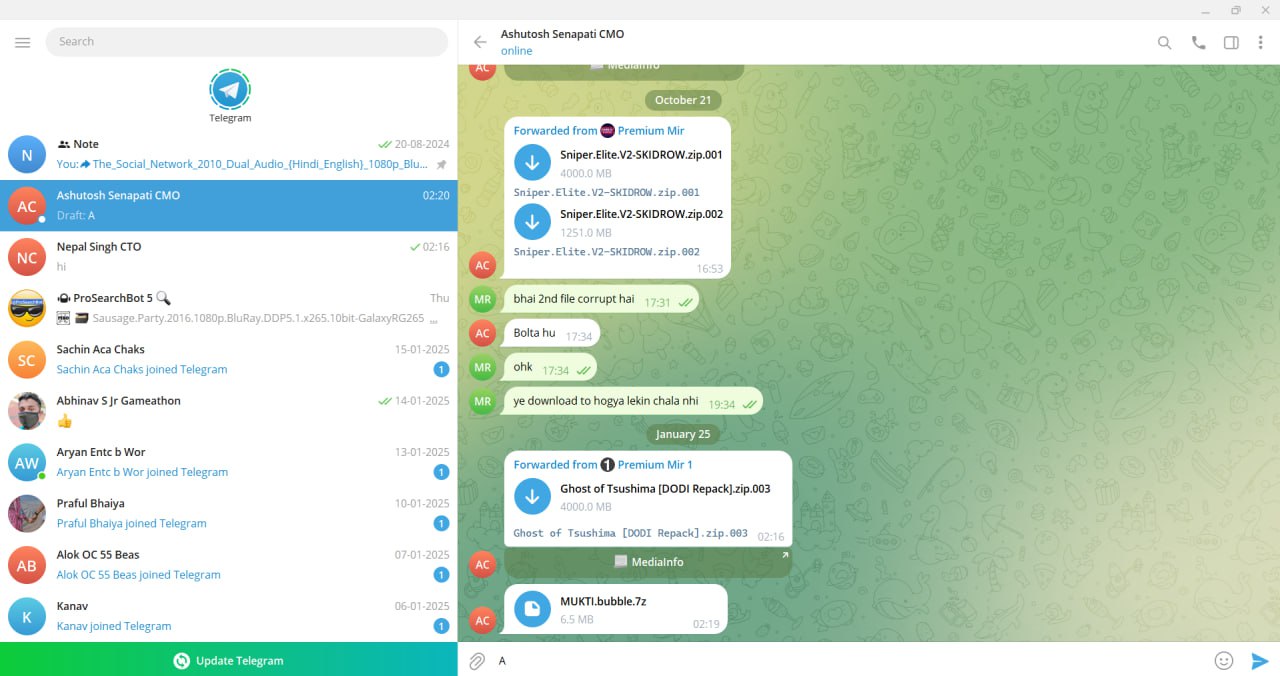 Search
Telegram
Note
20-08-2024
You: The_Social_Network_2010_Dual_Audio_{Hindi_English}_1080p_Blu...
N
Ashutosh Senapati CMO
02:20
Draft: A
AC
Nepal Singh CTO
02:16
hi
NC
ProSearchBot 5
Thu
Sausage.Party.2016.1080p.BluRay.DDP5.1.x265.10bit-GalaxyRG265 ...
Sachin Aca Chaks
15-01-2025
Sachin Aca Chaks joined Telegram
1
SC
Abhinav S Jr Gameathon
14-01-2025
Aryan Entc b Wor
13-01-2025
Aryan Entc b Wor joined Telegram
1
AW
Praful Bhaiya
10-01-2025
Praful Bhaiya joined Telegram
1
Alok OC 55 Beas
07-01-2025
Alok OC 55 Beas joined Telegram
1
AB
Kanav
06-01-2025
Kanav joined Telegram
1
K
Update Telegram
Ashutosh Senapati CMO
online
AC
MediaInfo
October 21
Forwarded from Premium Mir
Sniper.Elite.V2-SKIDROW.zip.001
4000.0 MB
Sniper.Elite.V2-SKIDROW.zip.001
Sniper.Elite.V2-SKIDROW.zip.002
1251.0 MB
Sniper.Elite.V2-SKIDROW.zip.002
16:53
AC
MR
bhai 2nd file corrupt hai 17:31
AC
Bolta hu 17:34
MR
ohk 17:34
MR
ye download to hogya lekin chala nhi 19:34
January 25
Forwarded from 1 Premium Mir 1
Ghost of Tsushima [DODI Repack].zip.003
4000.0 MB
Ghost of Tsushima [DODI Repack].zip.003
02:16
MediaInfo
AC
MUKTI.bubble.7z
6.5 MB
02:19
AC
A